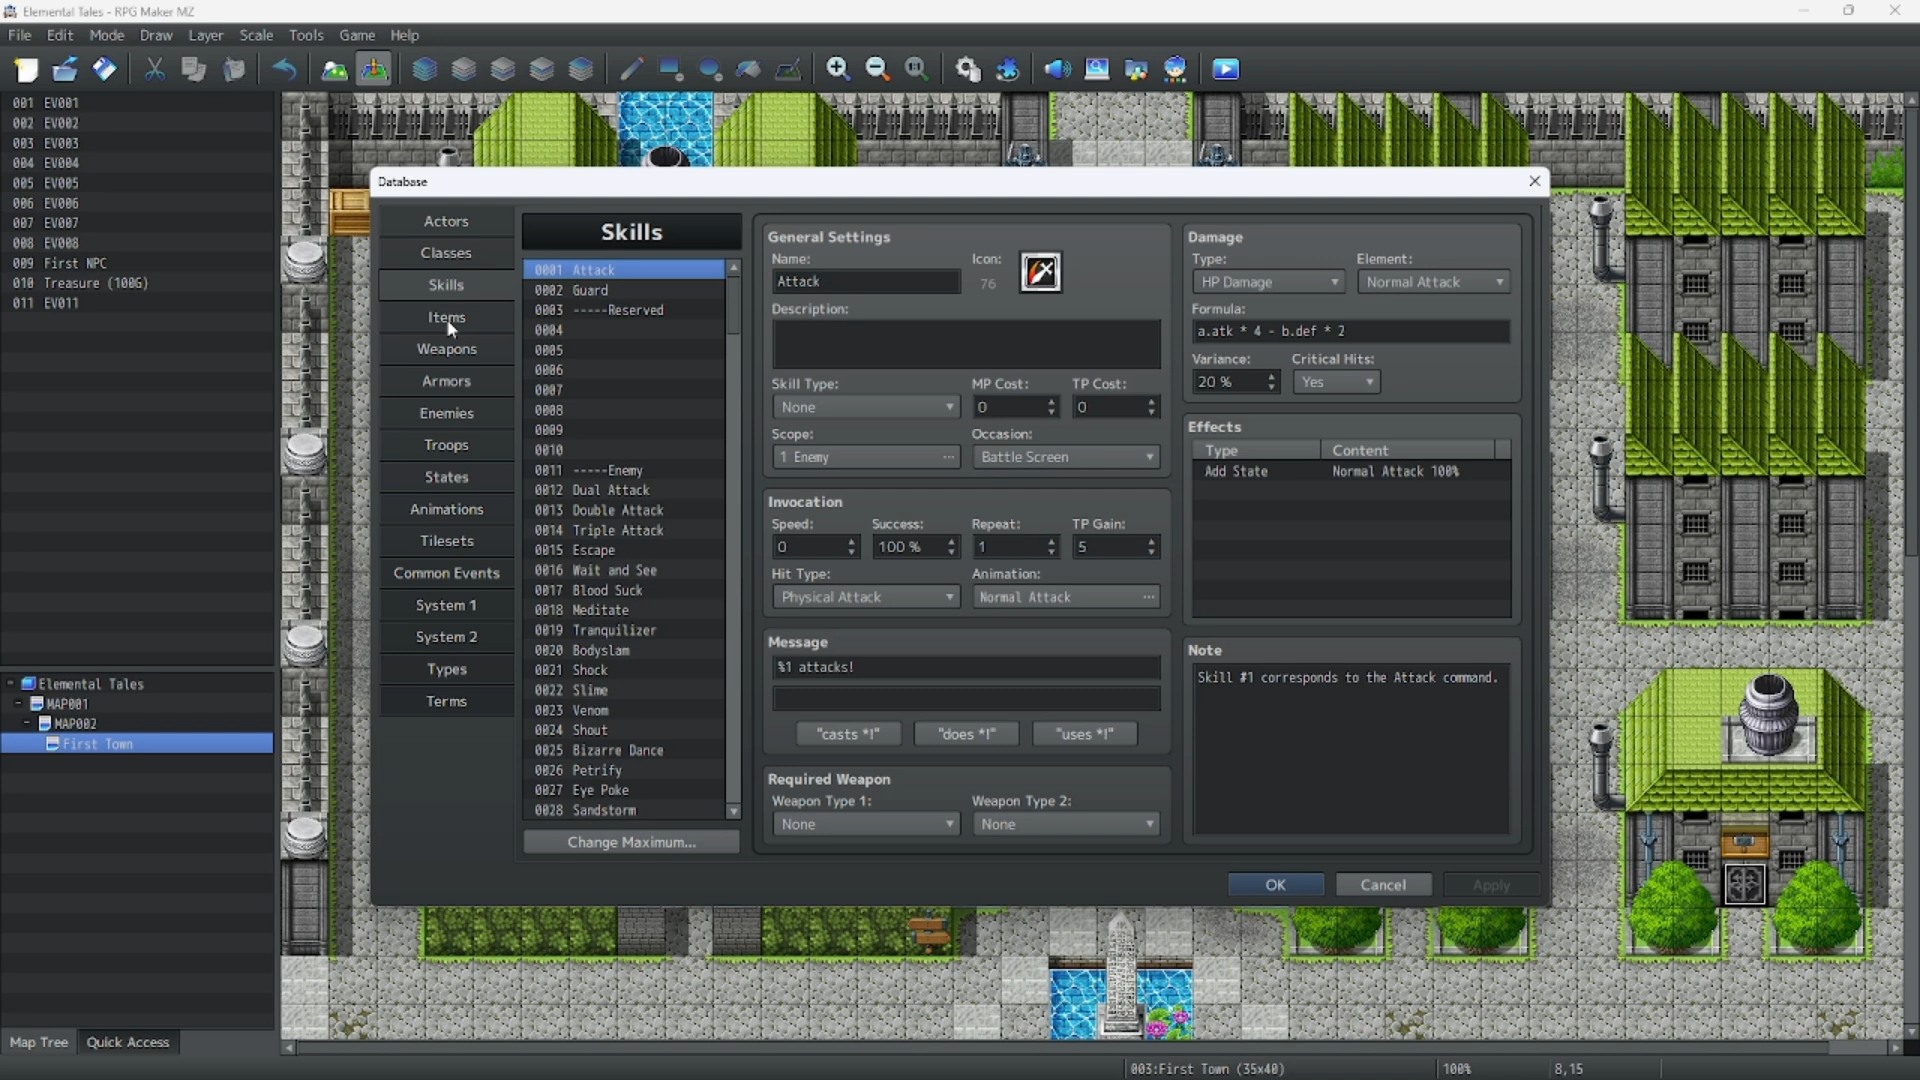 Elemental Tales - RPG Maker MZ
File Edit Mode Draw Layer Scale Tools Game Help
001 EV001
002 EV002
003 EV003
004 EV004
005 EV005
006 EV006
007 EV007
008 EV008
009 First NPC
010 Treasure (100G)
011 EV011
Elemental Tales
MAP001
MAP002
First Town
Map Tree Quick Access
Database
Actors
Classes
Skills
Items
Weapons
Armors
Enemies
Troops
States
Animations
Tilesets
Common Events
System 1
System 2
Types
Terms
Skills
0001 Attack
0002 Guard
0003 -----Reserved
0004
0005
0006
0007
0008
0009
0010
0011 -----Enemy
0012 Dual Attack
0013 Double Attack
0014 Triple Attack
0015 Escape
0016 Wait and See
0017 Blood Suck
0018 Meditate
0019 Tranquilizer
0020 Bodyslam
0021 Shock
0022 Slime
0023 Venom
0024 Shout
0025 Bizarre Dance
0026 Petrify
0027 Eye Poke
0028 Sandstorm
Change Maximum...
General Settings
Name: Icon:
Attack 76
Description:
Skill Type: MP Cost: TP Cost:
None 0 0
Scope: Occasion:
1 Enemy ... Battle Screen
Invocation
Speed: Success: Repeat: TP Gain:
0 100 % 1 5
Hit Type: Animation:
Physical Attack Normal Attack ...
Message
%1 attacks!
"casts *!" "does *!" "uses *!"
Required Weapon
Weapon Type 1: Weapon Type 2:
None None
Damage
Type: Element:
HP Damage Normal Attack
Formula:
a.atk * 4 - b.def * 2
Variance: Critical Hits:
20 % Yes
Effects
Type Content
Add State Normal Attack 100%
Note
Skill #1 corresponds to the Attack command.
OK Cancel Apply
003:First Town (35x40) 100% 8,15